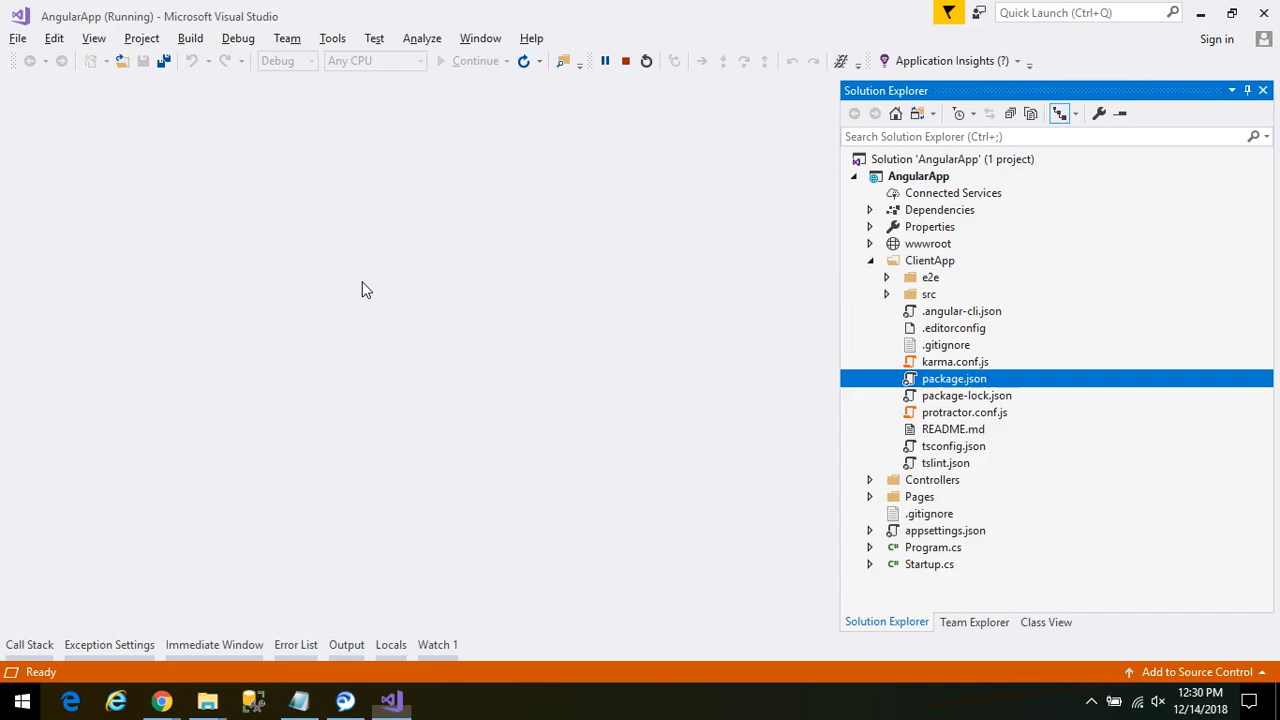 AngularApp (Running) - Microsoft Visual Studio
Quick Launch (Ctrl+Q)
File Edit View Project Build Debug Team Tools Test Analyze Window Help
Sign in
Debug Any CPU Continue Application Insights (?)
Solution Explorer
Search Solution Explorer (Ctrl+;)
Solution 'AngularApp' (1 project)
AngularApp
Connected Services
Dependencies
Properties
wwwroot
ClientApp
e2e
src
.angular-cli.json
.editorconfig
.gitignore
karma.conf.js
package.json
package-lock.json
protractor.conf.js
README.md
tsconfig.json
tslint.json
Controllers
Pages
.gitignore
appsettings.json
C# Program.cs
C# Startup.cs
Solution Explorer Team Explorer Class View
Call Stack Exception Settings Immediate Window Error List Output Locals Watch 1
Ready
Add to Source Control
12:30 PM
12/14/2018